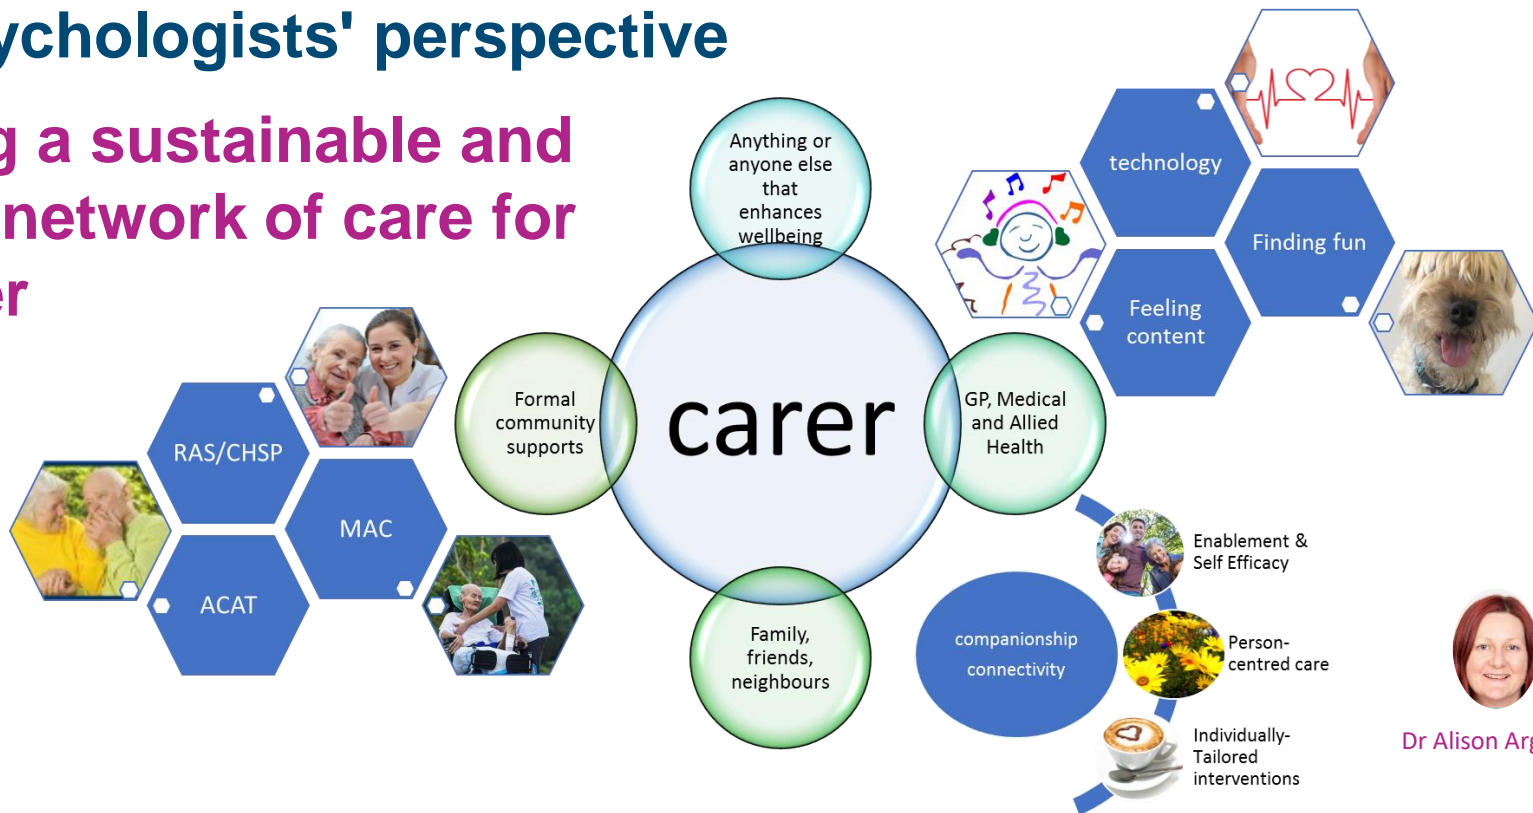 ychologists' perspective
g a sustainable and
network of care for
er
Anything or
anyone else
that
enhances
wellbeing
technology
Finding fun
Feeling
content
Formal
community
supports
carer
GP, Medical
and Allied
Health
RAS/CHSP
MAC
ACAT
Family,
friends,
neighbours
companionship
connectivity
Enablement &
Self Efficacy
Person-
centred care
Individually-
Tailored
interventions
Dr Alison Arg